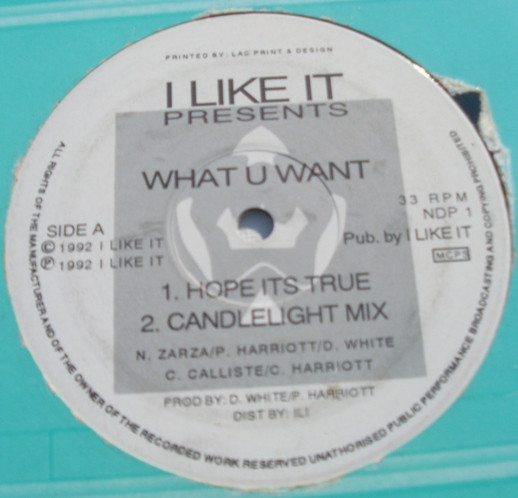 PRINTED BY: LAC PRINT & DESIGN
I LIKE IT
PRESENTS
WHAT U WANT
SIDE A
© 1992 I LIKE IT
℗ 1992 I LIKE IT
33 RPM
NDP 1
Pub. by I LIKE IT
MCPS
1. HOPE ITS TRUE
2. CANDLELIGHT MIX
N. ZARZA/P. HARRIOTT/D. WHITE
C. CALLISTE/C. HARRIOTT
PROD BY: D. WHITE/P. HARRIOTT
DIST BY: ILI
ALL RIGHTS OF THE MANUFACTURER AND OF THE OWNER OF THE RECORDED WORK RESERVED UNATHORISED PUBLIC PERFORMANCE BROADCASTING AND COPYING PROHIBITED